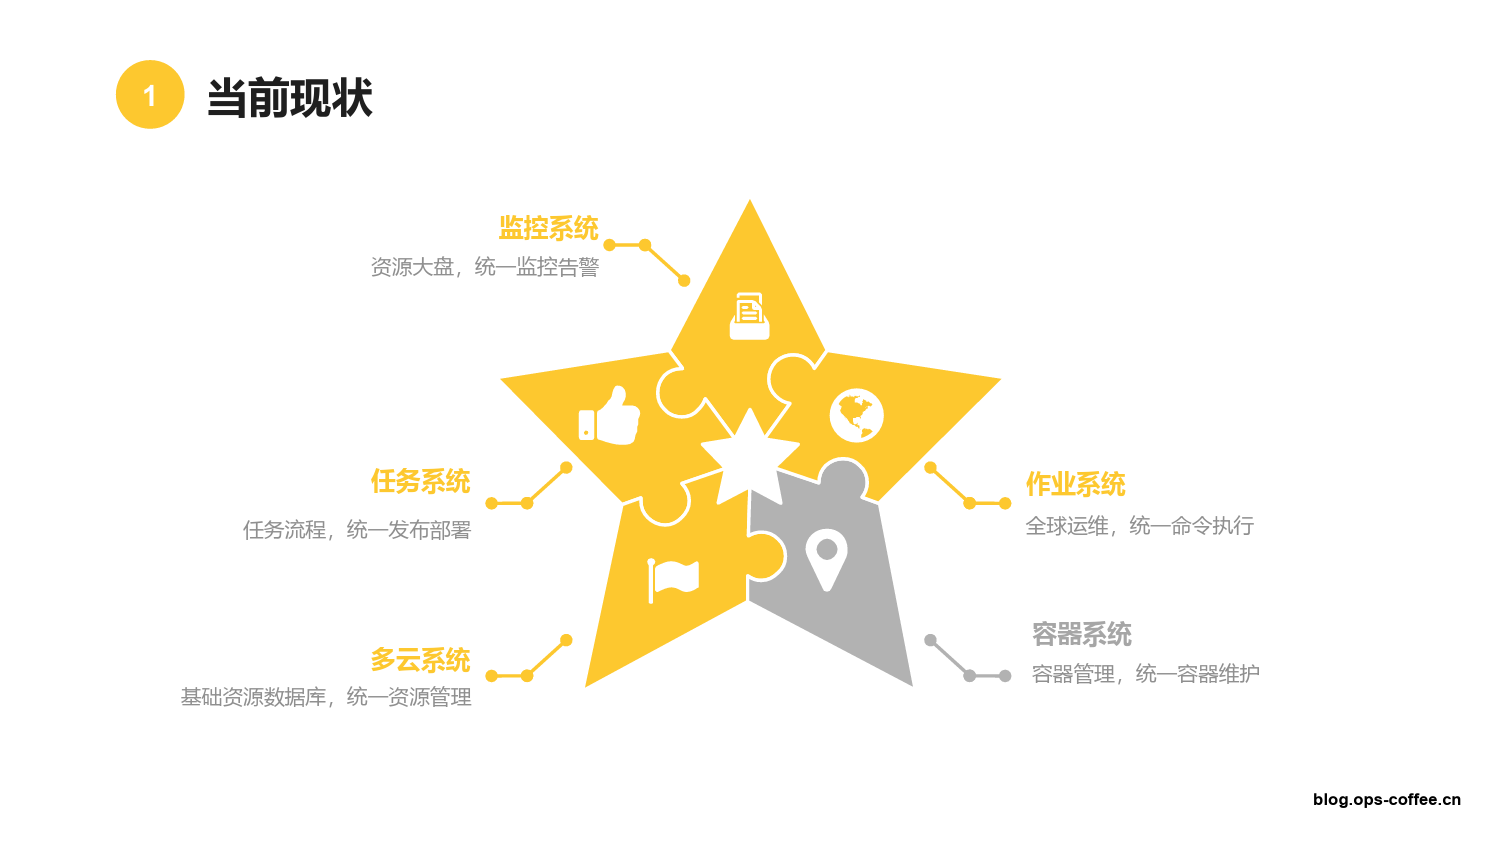 1
当前现状
监控系统
资源大盘，统一监控告警
任务系统
任务流程，统一发布部署
作业系统
全球运维，统一命令执行
多云系统
基础资源数据库，统一资源管理
容器系统
容器管理，统一容器维护
blog.ops-coffee.cn